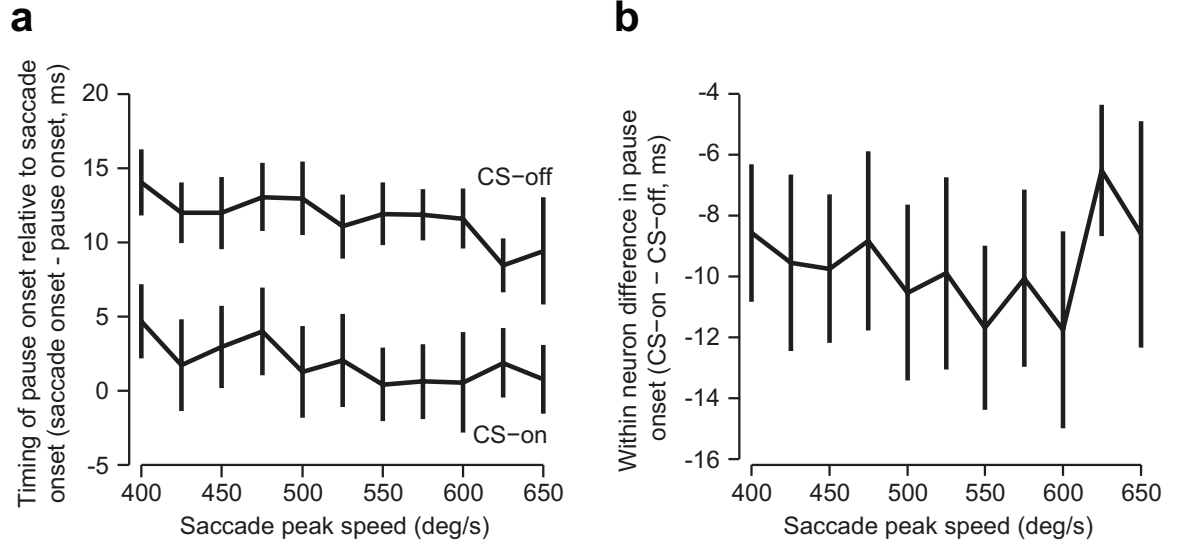 a
Timing of pause onset relative to saccade
onset (saccade onset - pause onset, ms)
20
15
10
5
0
-5
CS−off
CS−on
400 450 500 550 600 650
Saccade peak speed (deg/s)
b
Within neuron difference in pause
onset (CS−on − CS−off, ms)
-4
-6
-8
-10
-12
-14
-16
400 450 500 550 600 650
Saccade peak speed (deg/s)